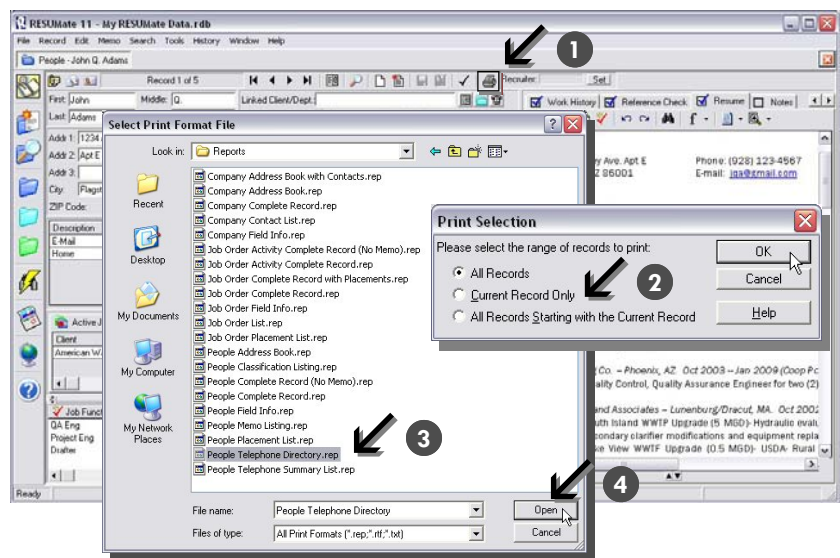 RESUMate 11 - My RESUMate Data.rdb
File Record Edit Memo Search Tools History Window Help
People - John Q. Adams
1
Record 1 of 5
Recruiter:
Set
First: John
Middle: Q.
Linked Client/Dept:
Work History
Reference Check
Resume
Notes
Last: Adams
Addr 1: 1234
Addr 2: Apt E
Addr 3:
City: Flagst
ZIP Code:
Description
E-Mail
Home
ry Ave. Apt E
Z 86001
Phone: (928) 123-4567
E-mail: jqa@gmail.com
Select Print Format File
Look in:
Reports
Recent
Desktop
My Documents
My Computer
My Network
Places
Company Address Book with Contacts.rep
Company Address Book.rep
Company Complete Record.rep
Company Contact List.rep
Company Field Info.rep
Job Order Activity Complete Record (No Memo).rep
Job Order Activity Complete Record.rep
Job Order Complete Record with Placements.rep
Job Order Complete Record.rep
Job Order Field Info.rep
Job Order List.rep
Job Order Placement List.rep
People Address Book.rep
People Classification Listing.rep
People Complete Record (No Memo).rep
People Complete Record.rep
People Field Info.rep
People Memo Listing.rep
People Placement List.rep
People Telephone Directory.rep
People Telephone Summary List.rep
3
File name:
People Telephone Directory
Open
Files of type:
All Print Formats (*.rep;*.rtf;*.txt)
Cancel
4
Print Selection
Please select the range of records to print:
All Records
Current Record Only
All Records Starting with the Current Record
OK
Cancel
Help
2
Active J
Client
American W
Job Funct
QA Eng
Project Eng
Drafter
Co. – Phoenix, AZ Oct 2003 – Jan 2009 (Coop Pc
ality Control, Quality Assurance Engineer for two (2)
and Associates – Lunenburg/Dracut, MA. Oct 2002
uth Island WWTP Upgrade (5 MGD)- Hydraulic evalu
condary clarifier modifications and equipment repla
ke View WWTF Upgrade (0.5 MGD)- USDA- Rural
Ready